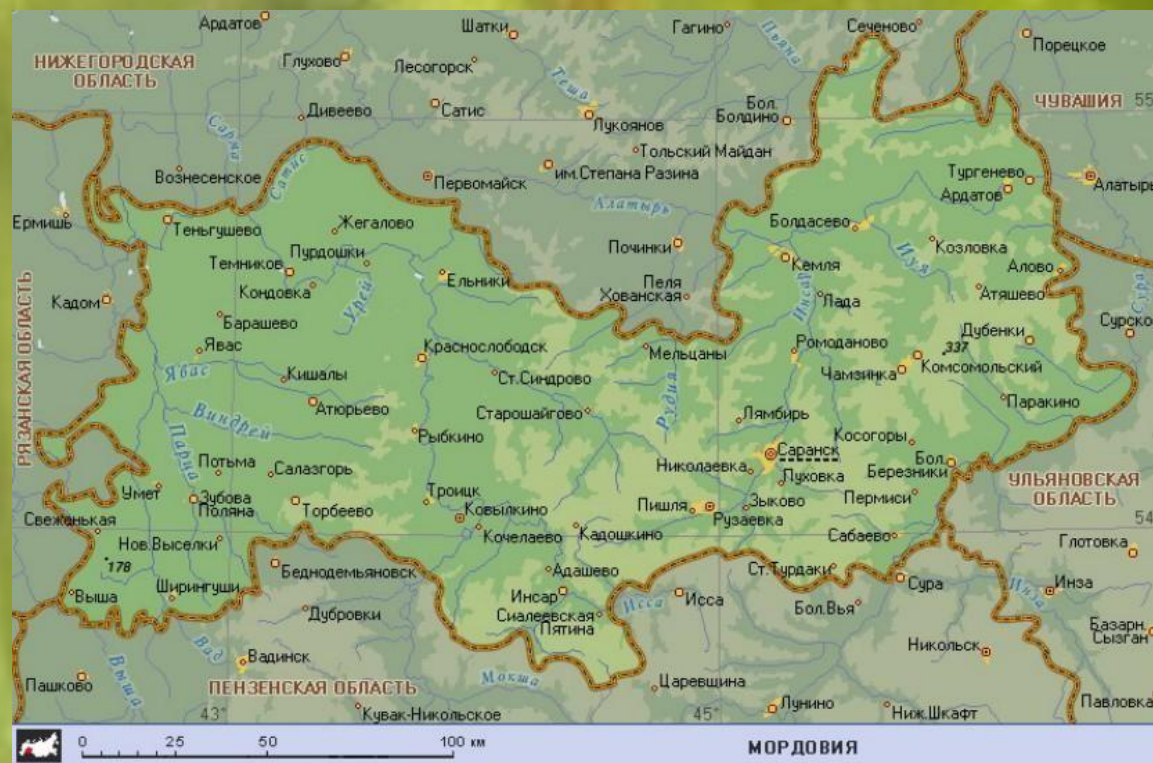 Ардатов
Шатки
Гагино
Сеченово
Пьяна
Порецкое
НИЖЕГОРОДСКАЯ
ОБЛАСТЬ
Глухово
Лесогорск
Теша
Сатис
Дивеево
Лукоянов
Бол.
Болдино
ЧУВАШИЯ
55
Сарма
Тольский Майдан
Вознесенское
Сатис
Первомайск
им.Степана Разина
Тургенево
Ардатов
Алатырь
Алатырь
Ермишь
Теньгушево
Жегалово
Болдасево
Починки
Козловка
Нуя
Пурдошки
Темников
Кондовка
Урей
Ельники
Кемля
Алово
Пеля
Хованская
Инсар
Лада
Атяшево
Сура
Кадом
Барашево
РЯЗАНСКАЯ ОБЛАСТЬ
Дубенки
Сурско
Явас
Явас
Краснослободск
Мельцаны
Ромоданово
337
Комсомольский
Чамзинка
Кишалы
Ст.Синдрово
Атюрьево
Виндрей
Старошайгово
Рудня
Лямбирь
Паракино
Парца
Рыбкино
Косогоры
Саранск
Бол.
Березники
Потьма
Салазгорь
Николаевка
Луховка
УЛЬЯНОВСКАЯ
ОБЛАСТЬ
Умет
Зубова
Поляна
Торбеево
Троицк
Ковылкино
Пишля
Рузаевка
Зыково
Пермиси
Свеженькая
54
Нов.Выселки
Кочелаево
Кадошкино
Сабаево
Глотовка
178
Беднодемьяновск
Адашево
Ст.Турдаки
Выша
Ширингуши
Инсар
Исса
Исса
Сура
Инза
Инза
Дубровки
Сиалеевская
Пятина
Бол.Вья
Базарн.
Сызган
Вад
Вадинск
Никольск
Выша
Пашково
ПЕНЗЕНСКАЯ ОБЛАСТЬ
Мокша
Царевщина
43°
Кувак-Никольское
45°
Лунино
Ниж.Шкафт
Павловка
0 25 50 100 км
МОРДОВИЯ